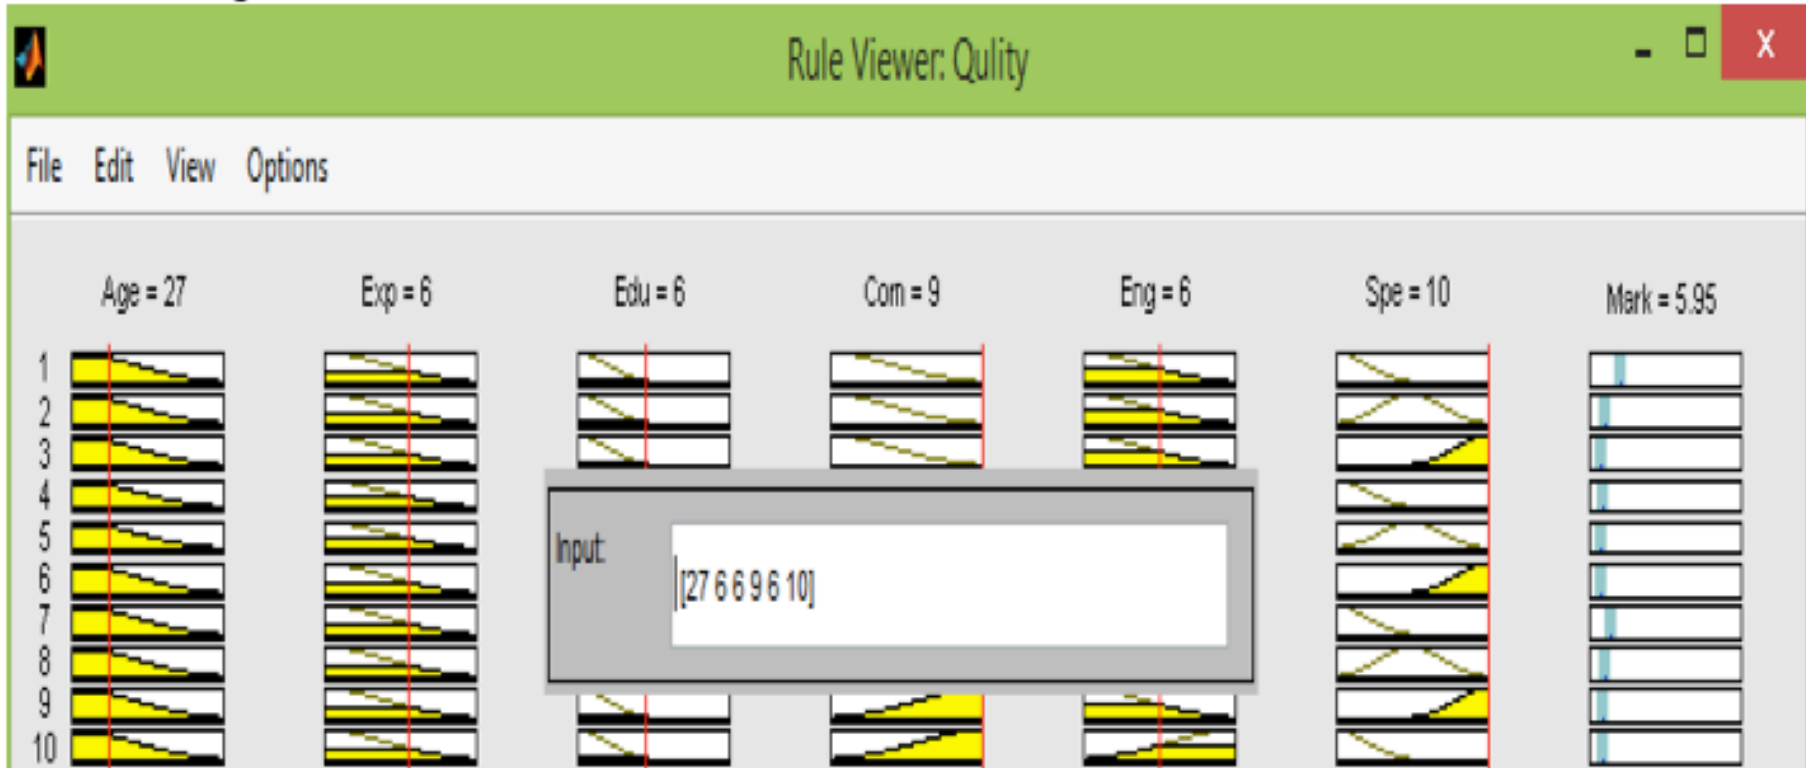 Rule Viewer: Qulity
File Edit View Options
Age = 27 Exp = 6 Edu = 6 Com = 9 Eng = 6 Spe = 10 Mark = 5.95
1
2
3
4
5
6
7
8
9
10
Input:
[27 6 6 9 6 10]